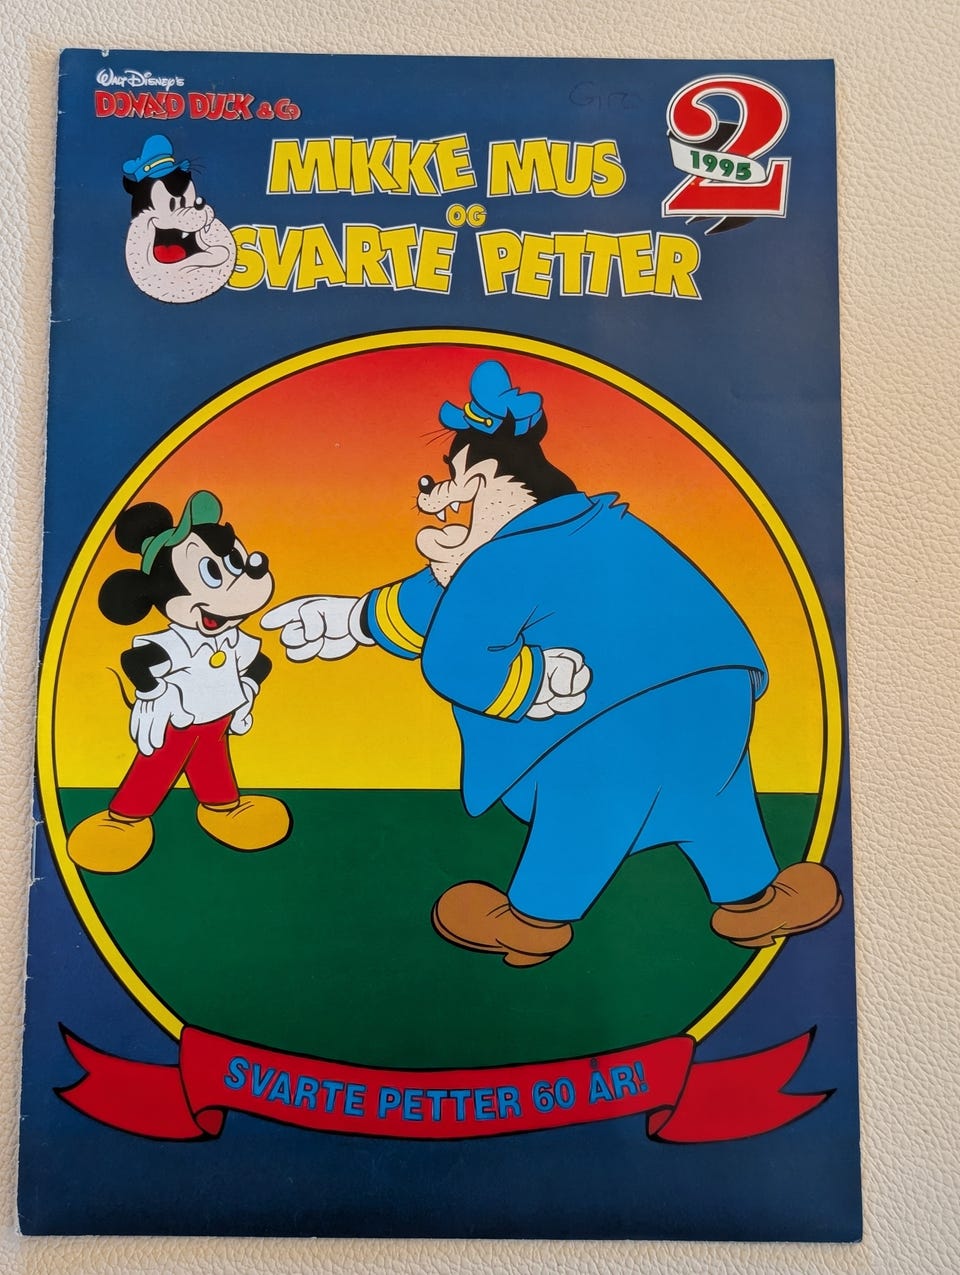 WALT DISNEY'S
DONALD DUCK & Co
2
1995
MIKKE MUS
OG
SVARTE PETTER
SVARTE PETTER 60 ÅR!